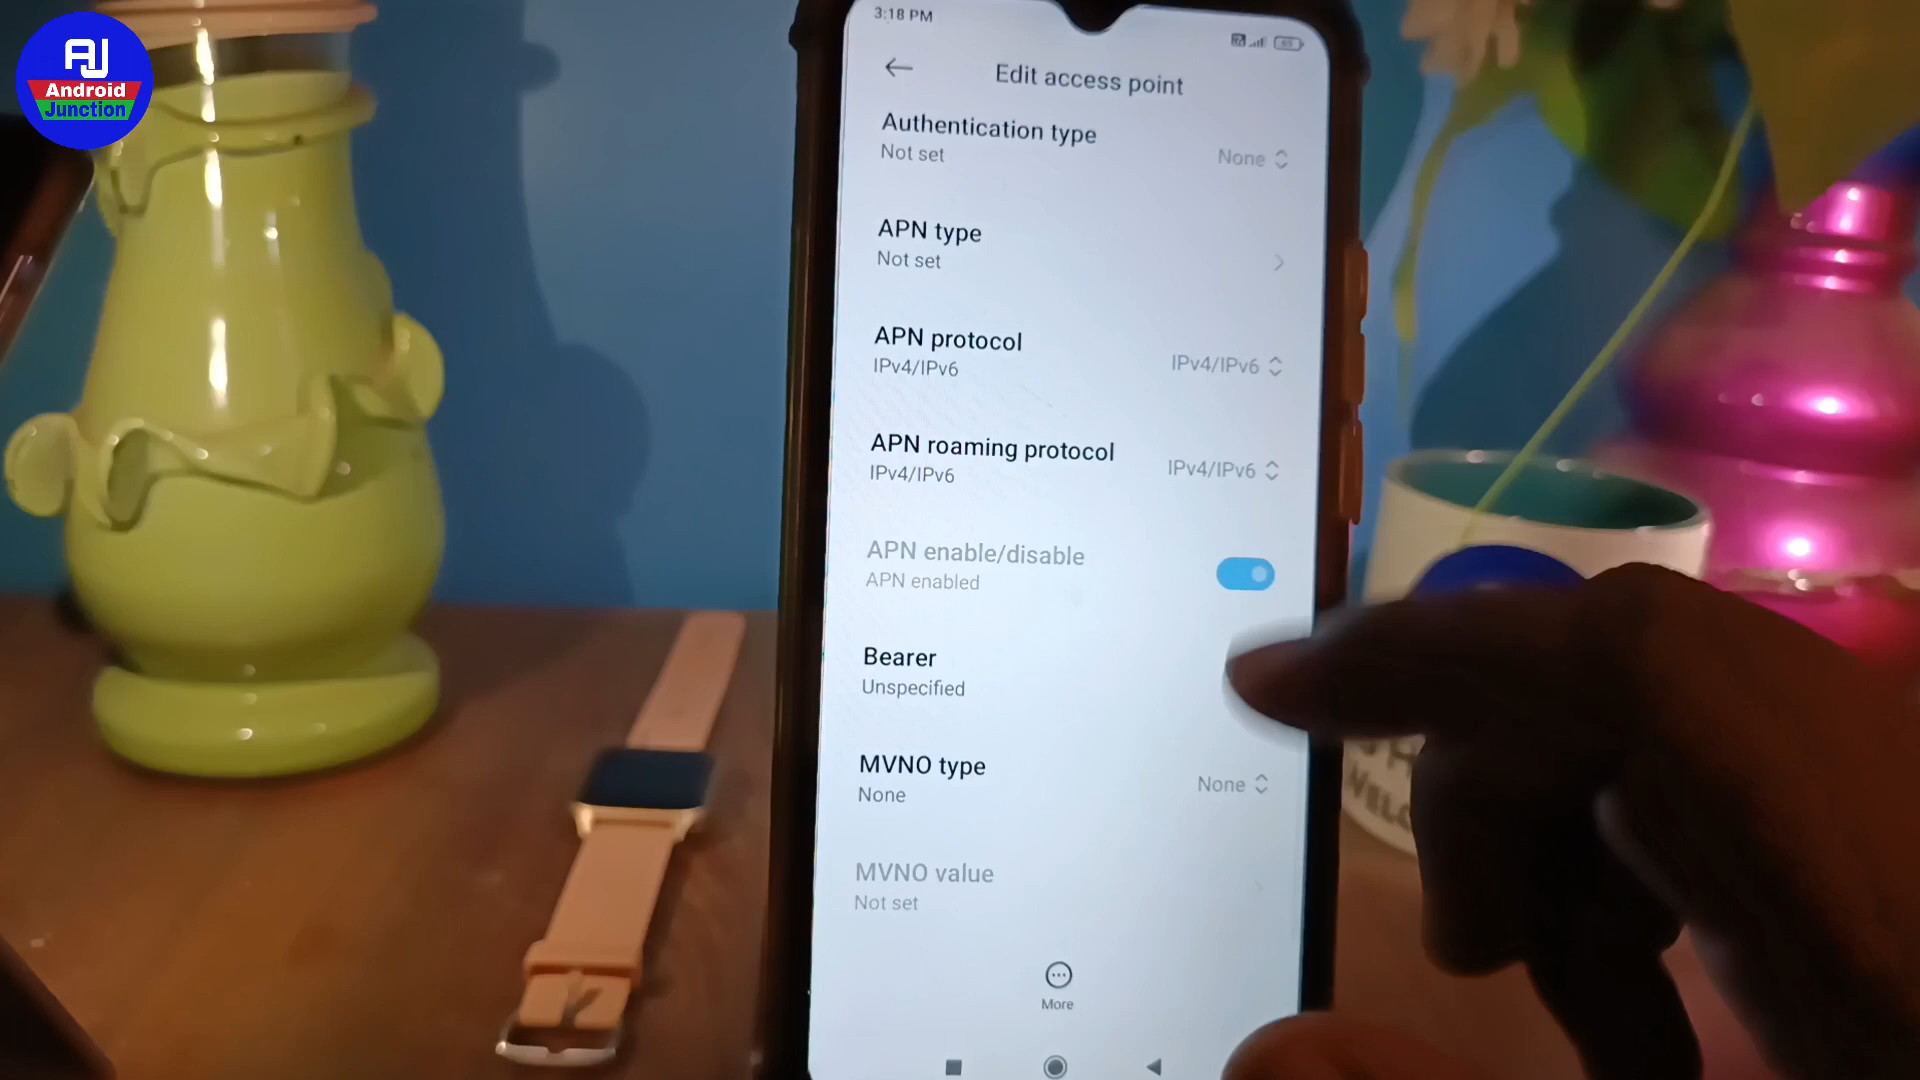 AJ
Android
Junction
3:18 PM
Edit access point
Authentication type
Not set
None
APN type
Not set
APN protocol
IPv4/IPv6
IPv4/IPv6
APN roaming protocol
IPv4/IPv6
IPv4/IPv6
APN enable/disable
APN enabled
Bearer
Unspecified
MVNO type
None
None
MVNO value
Not set
More